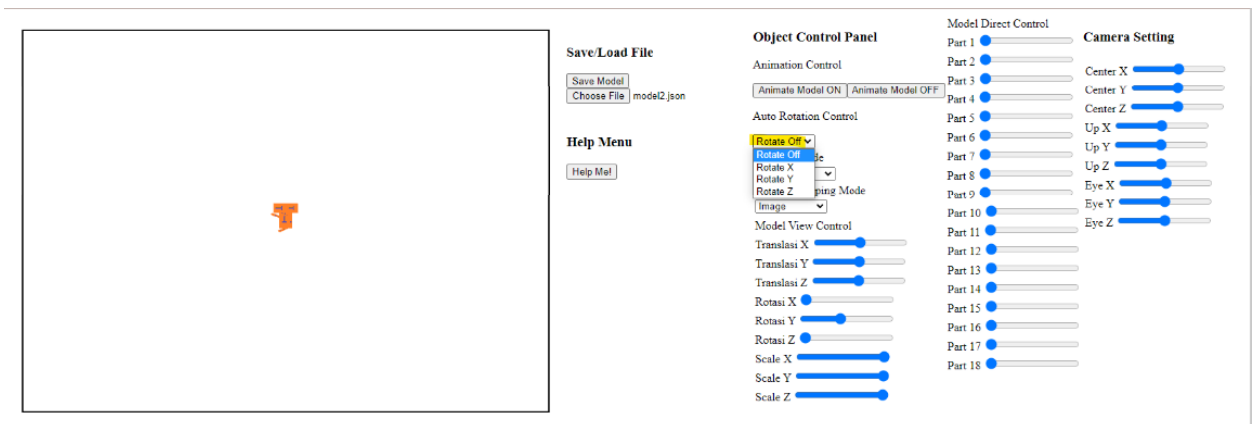 Save/Load File
Save Model
Choose File model2.json
Help Menu
Help Me!
Object Control Panel
Animation Control
Animate Model ON Animate Model OFF
Auto Rotation Control
Rotate Off
Rotate Off
Rotate X
Rotate Y
Rotate Z
Mode
Image
Model View Control
Translasi X
Translasi Y
Translasi Z
Rotasi X
Rotasi Y
Rotasi Z
Scale X
Scale Y
Scale Z
Model Direct Control
Part 1
Part 2
Part 3
Part 4
Part 5
Part 6
Part 7
Part 8
Part 9
Part 10
Part 11
Part 12
Part 13
Part 14
Part 15
Part 16
Part 17
Part 18
Camera Setting
Center X
Center Y
Center Z
Up X
Up Y
Up Z
Eye X
Eye Y
Eye Z